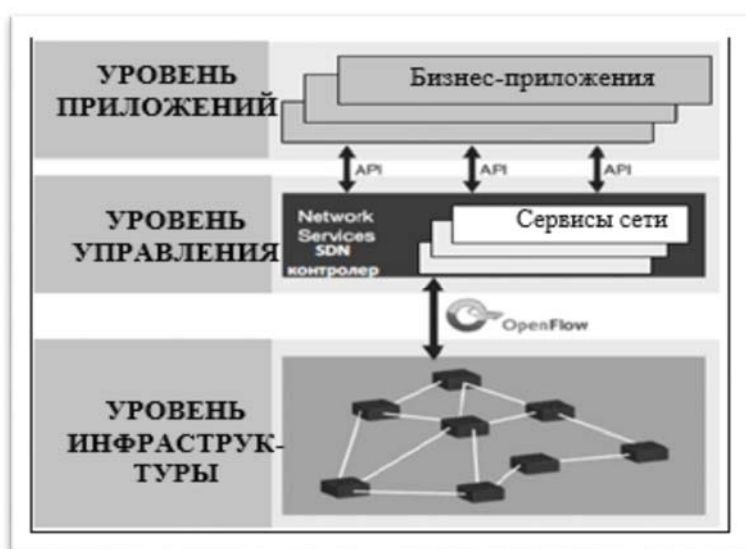 УРОВЕНЬ
ПРИЛОЖЕНИЙ
Бизнес-приложения
API
API
API
УРОВЕНЬ
УПРАВЛЕНИЯ
Network
Services
SDN
контролер
Сервисы сети
OpenFlow
УРОВЕНЬ
ИНФРАСТРУК-
ТУРЫ